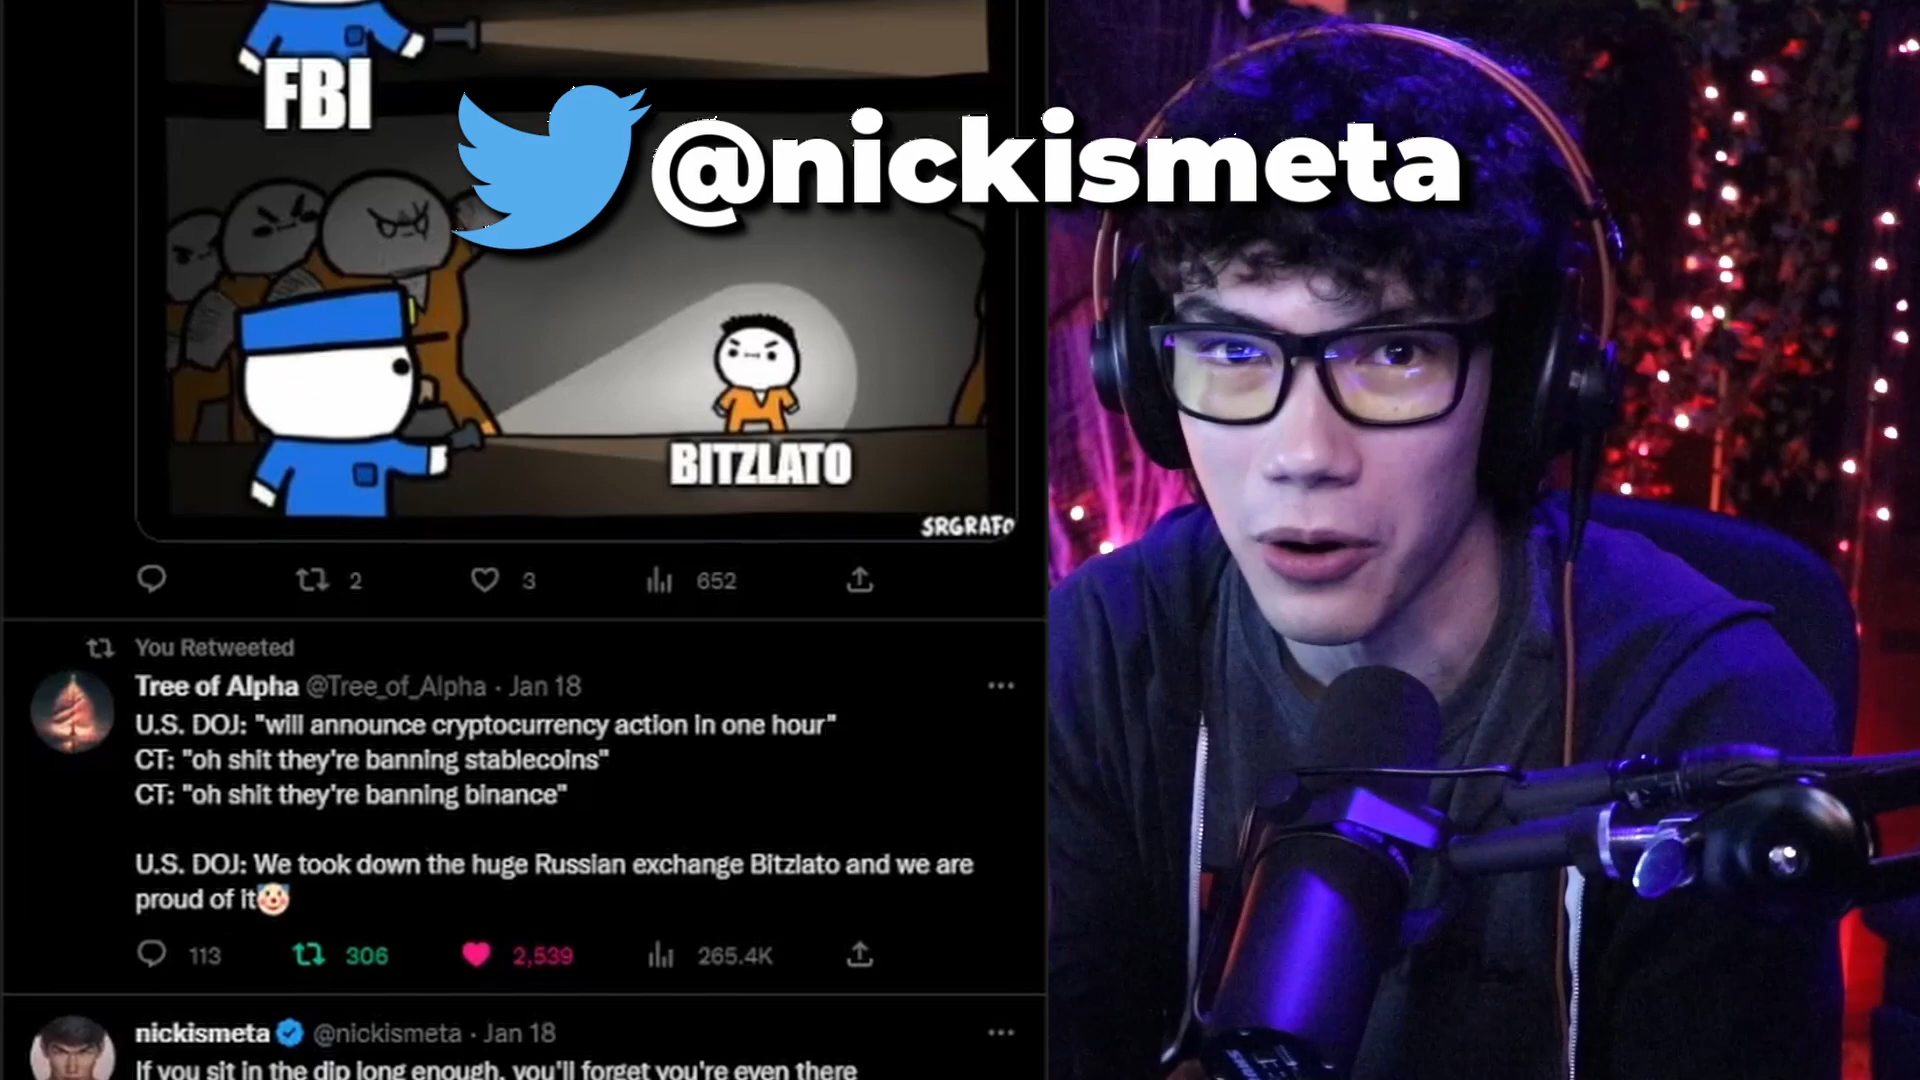 FBI
@nickismeta
BITZLATO
SRGRAFO
2
3
652
You Retweeted
Tree of Alpha @Tree_of_Alpha · Jan 18
U.S. DOJ: "will announce cryptocurrency action in one hour"
CT: "oh shit they're banning stablecoins"
CT: "oh shit they're banning binance"
U.S. DOJ: We took down the huge Russian exchange Bitzlato and we are
proud of it🤡
113
306
2,539
265.4K
nickismeta @nickismeta · Jan 18
If you sit in the dip long enough, you'll forget you're even there